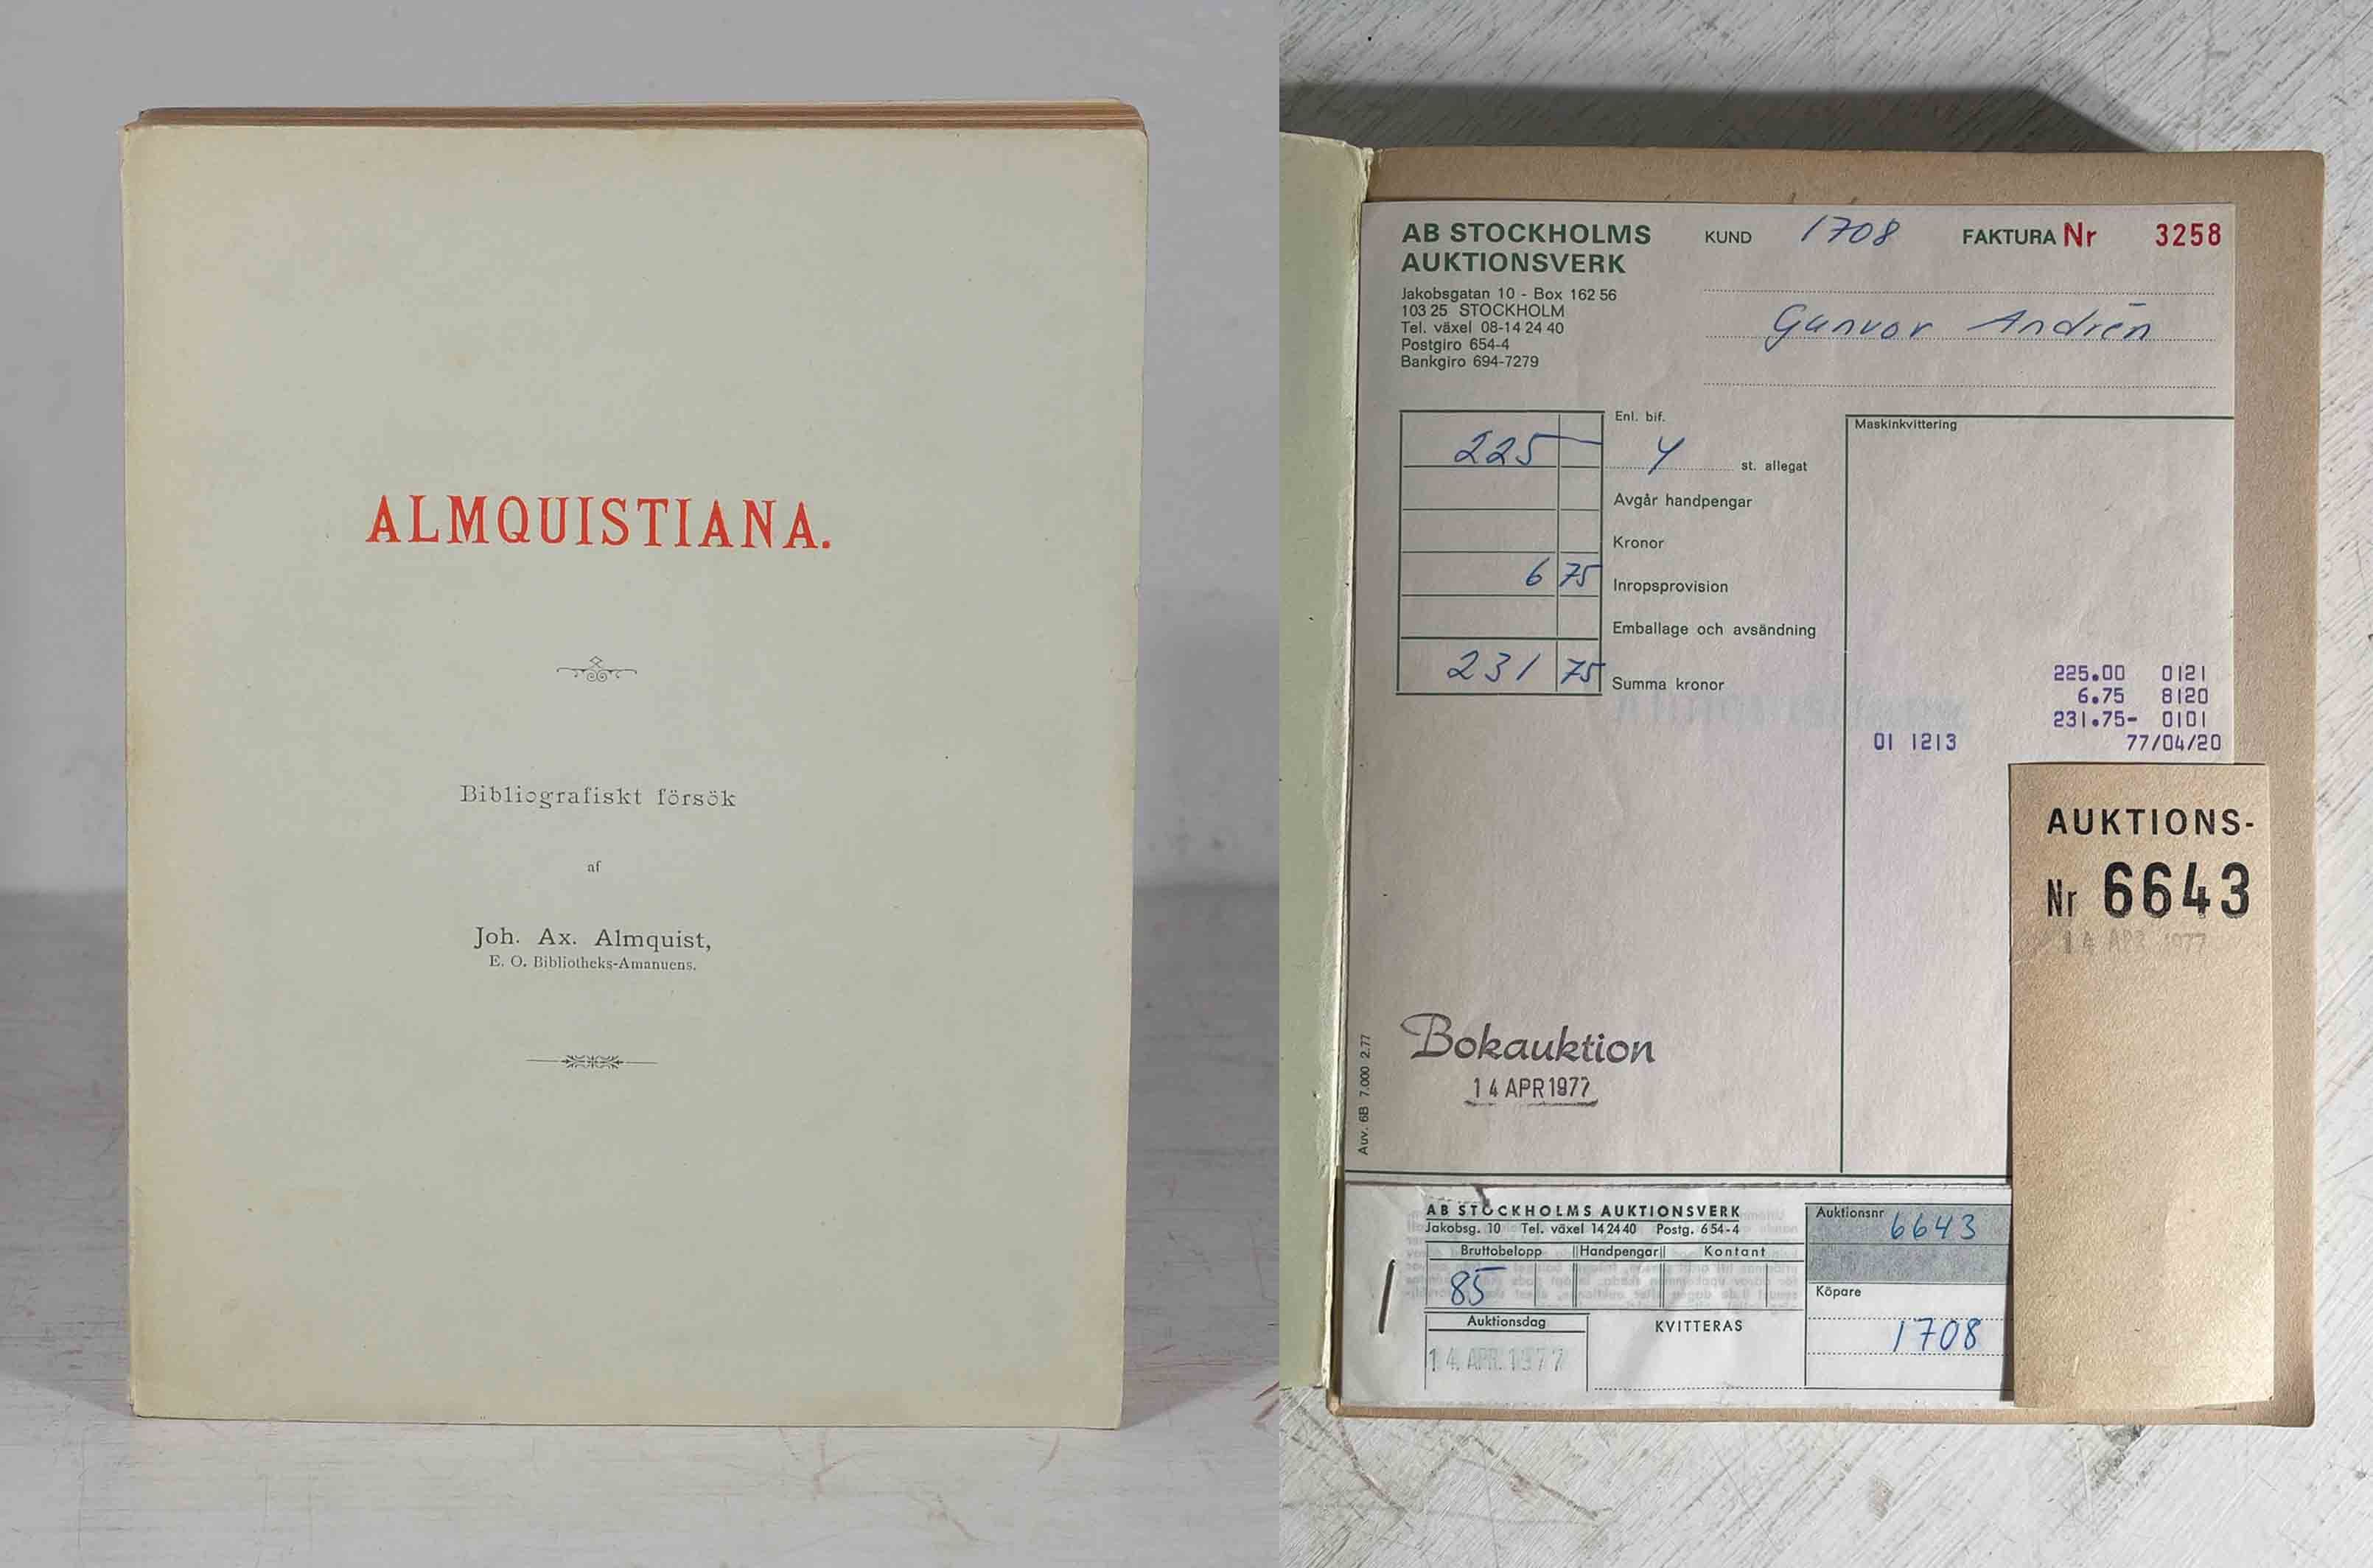 ALMQUISTIANA.
Bibliografiskt försök
af
Joh. Ax. Almquist,
E. O. Bibliotheks-Amanuens.
AB STOCKHOLMS
AUKTIONSVERK
Jakobsgatan 10 - Box 162 56
103 25 STOCKHOLM
Tel. växel 08-14 24 40
Postgiro 654-4
Bankgiro 694-7279
KUND 1708 FAKTURA Nr 3258
Gunvor Andrén
225 –
Enl. bif.
4 st. allegat
Avgår handpengar
Kronor
6 75 Inropsprovision
Emballage och avsändning
231 75 Summa kronor
Maskinkvittering
225.00 0121
6.75 8120
231.75- 0101
01 1213 77/04/20
Bokauktion
14 APR 1977
Auv. 6B 7.000 2.77
AUKTIONS-
Nr 6643
14 APR 1977
AB STOCKHOLMS AUKTIONSVERK
Jakobsg. 10 Tel. växel 14 24 40 Postg. 654-4
Bruttobelopp Handpengar Kontant
85
Auktionsdag
14. APR. 1977
KVITTERAS
Auktionsnr 6643
Köpare
1708